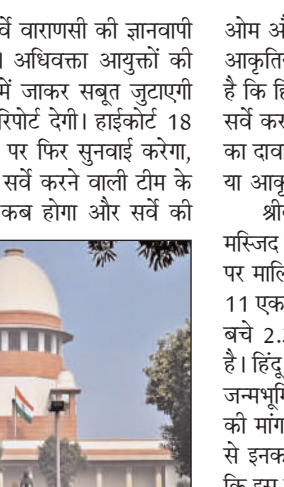 र्वे वाराणसी की ज्ञानवापी
। अधिवक्ता आयुक्तों की
में जाकर सबूत जुटाएगी
रिपोर्ट देगी। हाईकोर्ट 18
पर फिर सुनवाई करेगा,
सर्वे करने वाली टीम के
कब होगा और सर्वे की
ओम औ
आकृति
है कि हि
सर्वे कर
का दाव
या आकृ
श्री
मस्जिद
पर मालि
11 एक
बचे 2.
है। हिंदू
जन्मभूमि
की मांग
से इनक